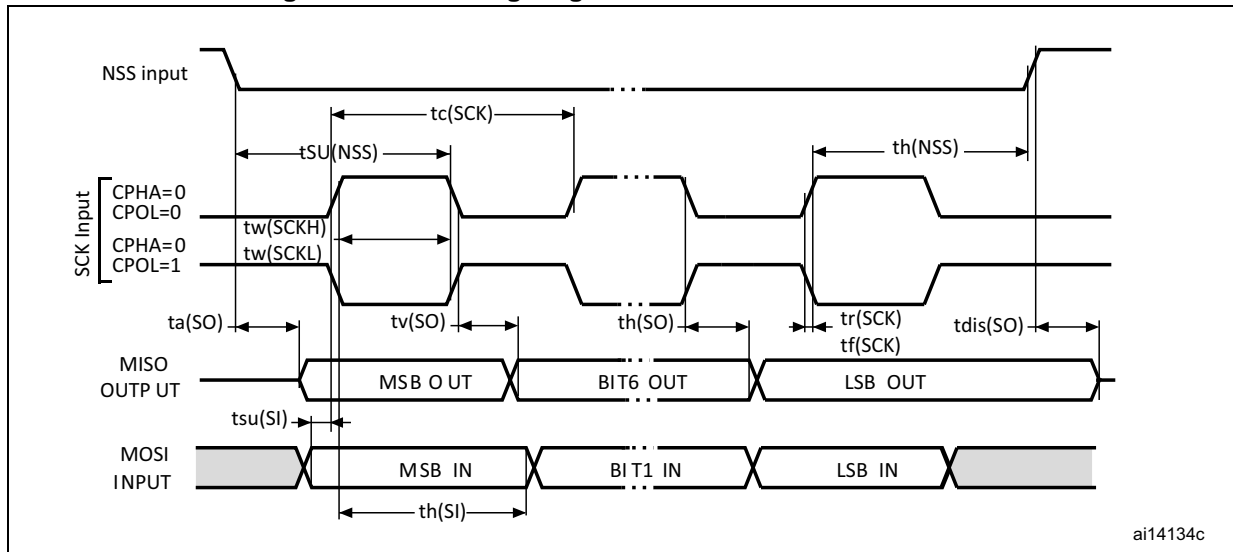 NSS input
tc(SCK)
tSU(NSS)
th(NSS)
SCK Input
CPHA=0
CPOL=0
tw(SCKH)
CPHA=0
tw(SCKL)
CPOL=1
ta(SO)
tv(SO)
th(SO)
tr(SCK)
tf(SCK)
tdis(SO)
MISO
OUTP UT
MSB O UT
BIT6 OUT
LSB OUT
tsu(SI)
MOSI
INPUT
MSB IN
BIT1 IN
LSB IN
th(SI)
ai14134c